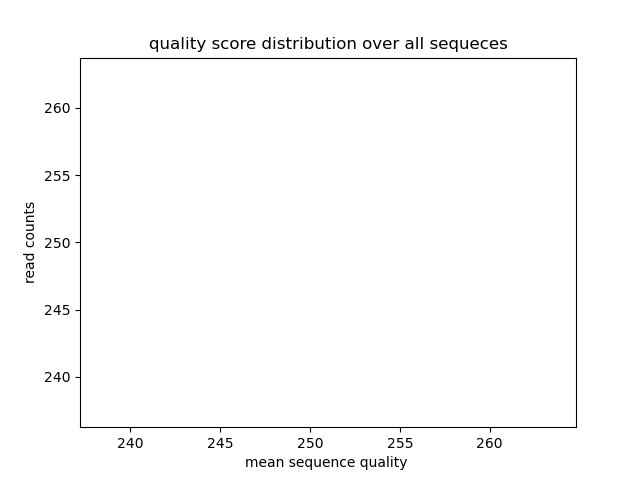 quality score distribution over all sequeces
260
255
250
245
240
read counts
240 245 250 255 260
mean sequence quality